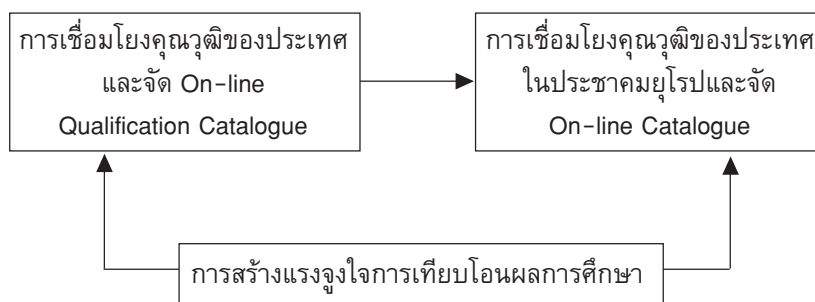 การเชื่อมโยงคุณวุฒิของประเทศ
และจัด On-line
Qualification Catalogue
การเชื่อมโยงคุณวุฒิของประเทศ
ในประชาคมยุโรปและจัด
On-line Catalogue
การสร้างแรงจูงใจการเทียบโอนผลการศึกษา